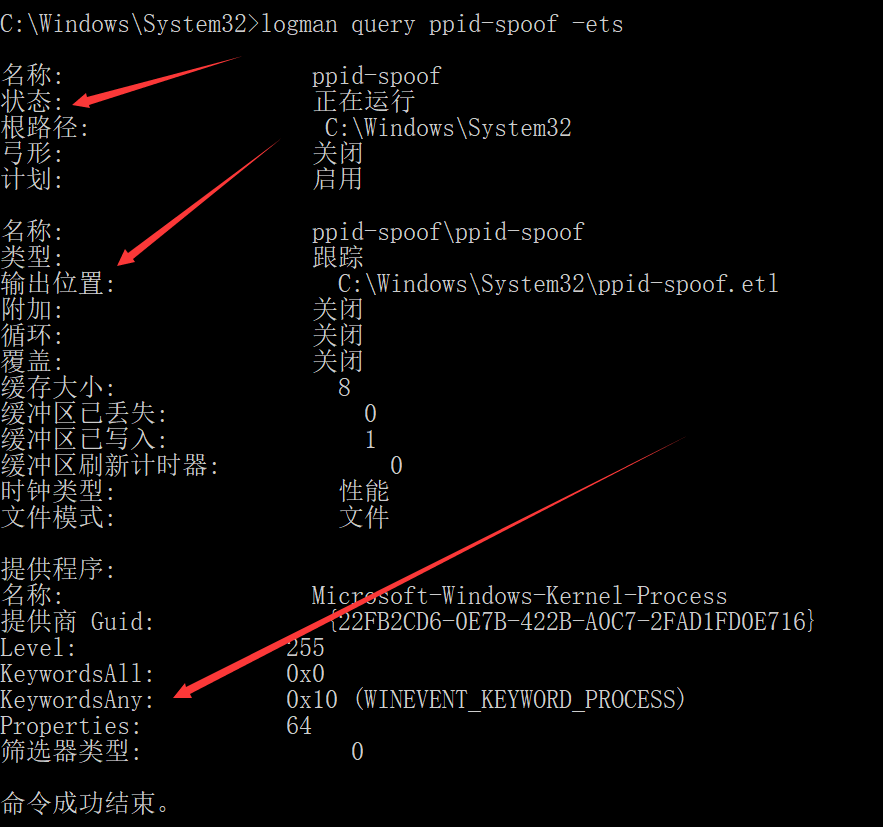 C:\Windows\System32>logman query ppid-spoof -ets
名称: ppid-spoof
状态: 正在运行
根路径: C:\Windows\System32
弓形: 关闭
计划: 启用
名称: ppid-spoof\ppid-spoof
类型: 跟踪
输出位置: C:\Windows\System32\ppid-spoof.etl
附加: 关闭
循环: 关闭
覆盖: 关闭
缓存大小: 8
缓冲区已丢失: 0
缓冲区已写入: 1
缓冲区刷新计时器: 0
时钟类型: 性能
文件模式: 文件
提供程序:
名称: Microsoft-Windows-Kernel-Process
提供商 Guid: {22FB2CD6-0E7B-422B-A0C7-2FAD1FD0E716}
Level: 255
KeywordsAll: 0x0
KeywordsAny: 0x10 (WINEVENT_KEYWORD_PROCESS)
Properties: 64
筛选器类型: 0
命令成功结束。